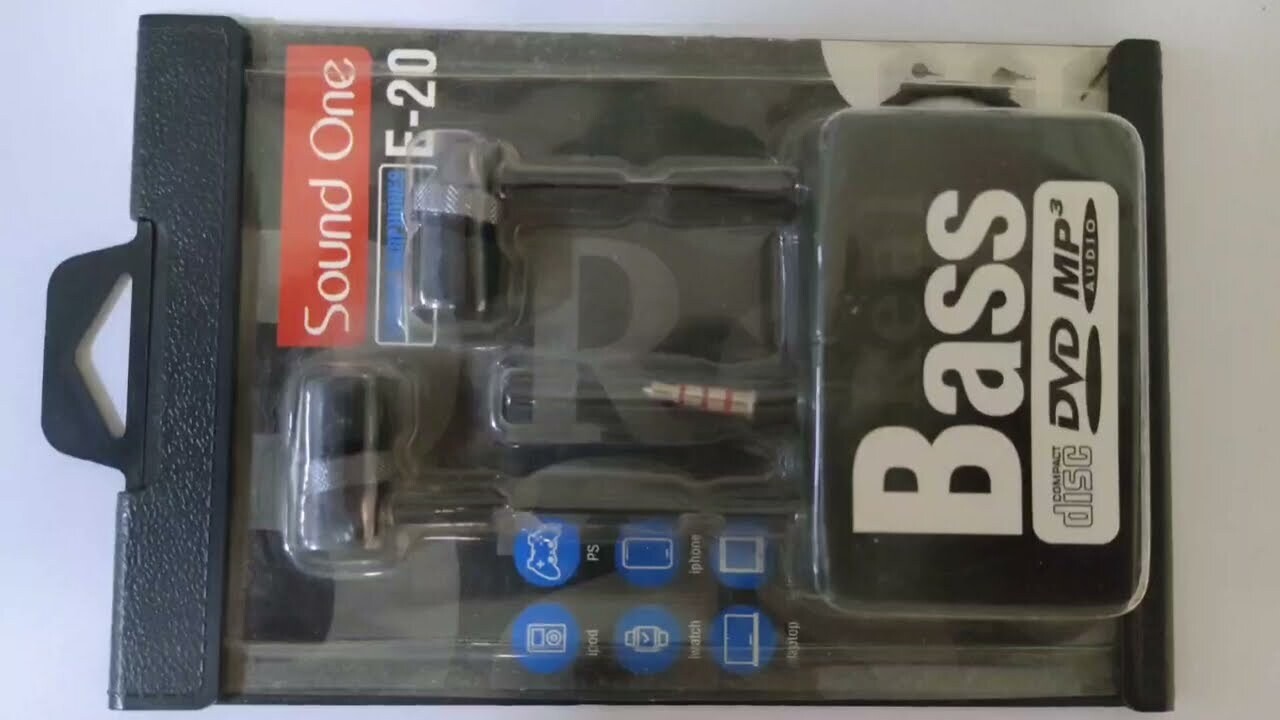 Sound One
E-20
PS
iphone
ipod
iwatch
laptop
Bass
COMPACT
disc
DVD
MP3
AUDIO